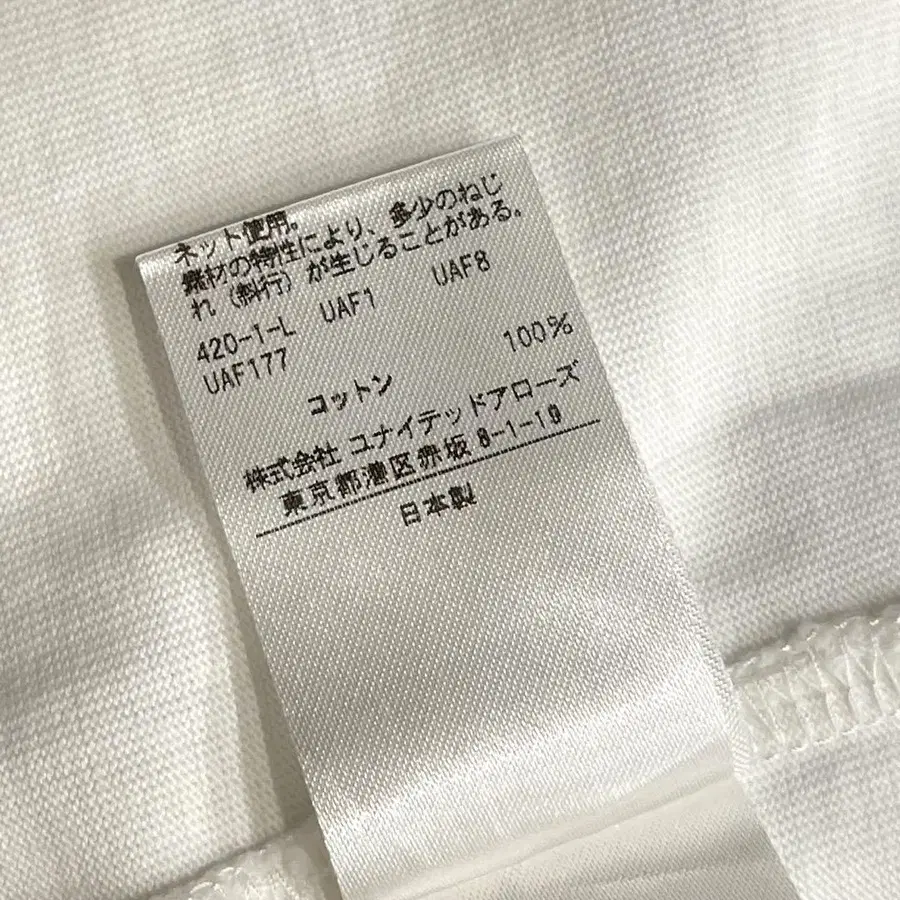 ネット使用。
素材の特性により、多少のねじ
れ（斜行）が生じることがある。
420-1-L UAF1 UAF8
UAF177
コットン 100%
株式会社 ユナイテッドアローズ
東京都港区赤坂 8-1-19
日本製